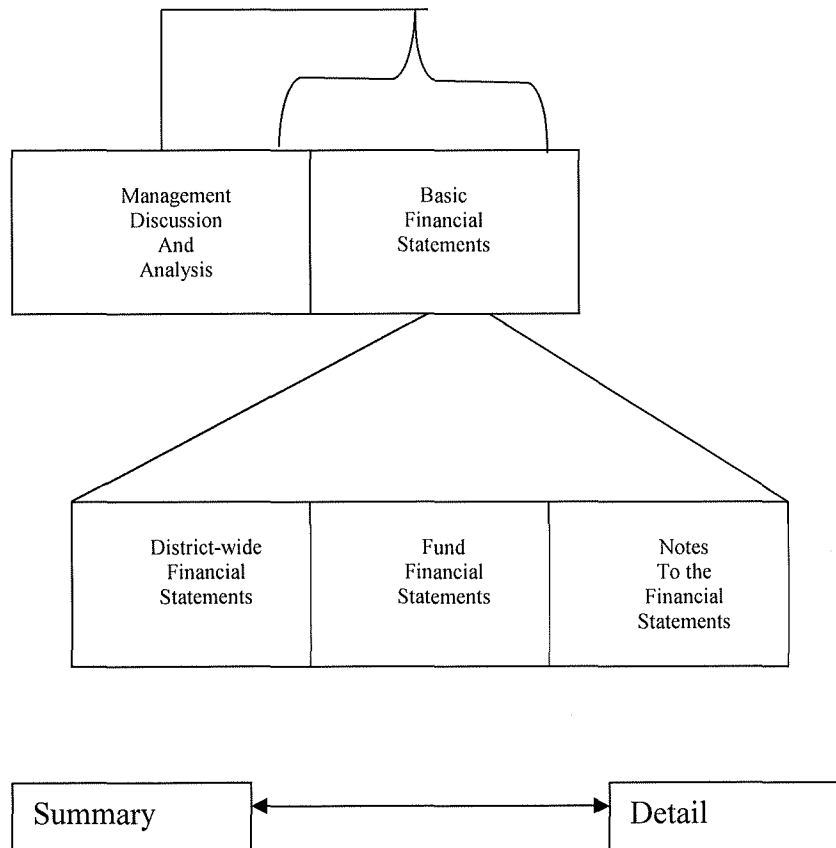 Management
Discussion
And
Analysis
Basic
Financial
Statements
District-wide
Financial
Statements
Fund
Financial
Statements
Notes
To the
Financial
Statements
Summary
Detail